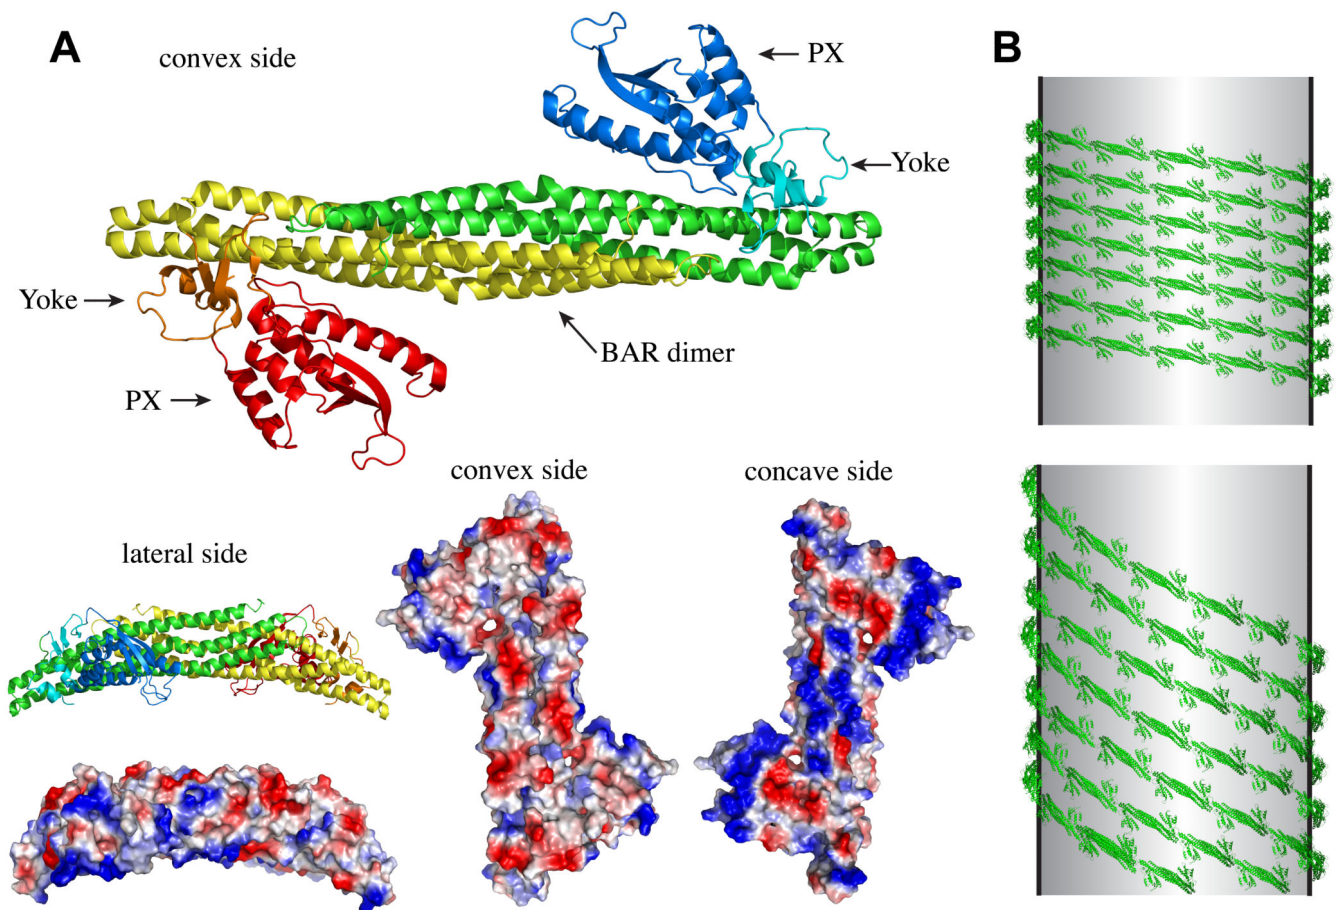 A
convex side
PX
B
Yoke
Yoke
BAR dimer
PX
convex side
concave side
lateral side